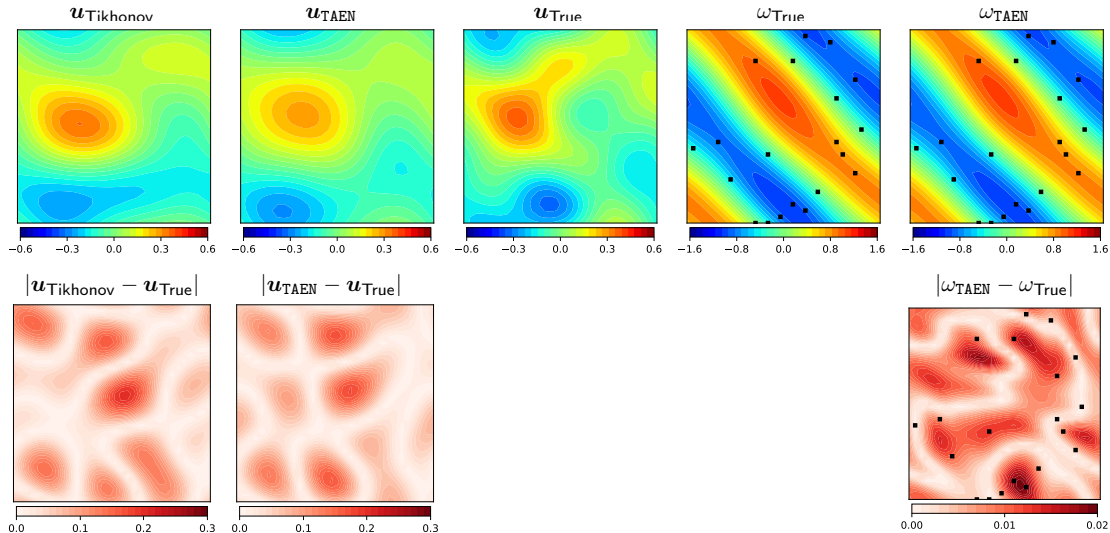 u_Tikhonov u_TAEN u_True ω_True ω_TAEN
−0.6 −0.3 0.0 0.3 0.6 −0.6 −0.3 0.0 0.3 0.6 −0.6 −0.3 0.0 0.3 0.6 −1.6 −0.8 0.0 0.8 1.6 −1.6 −0.8 0.0 0.8 1.6
|u_Tikhonov − u_True| |u_TAEN − u_True| |ω_TAEN − ω_True|
0.0 0.1 0.2 0.3 0.0 0.1 0.2 0.3 0.00 0.01 0.02